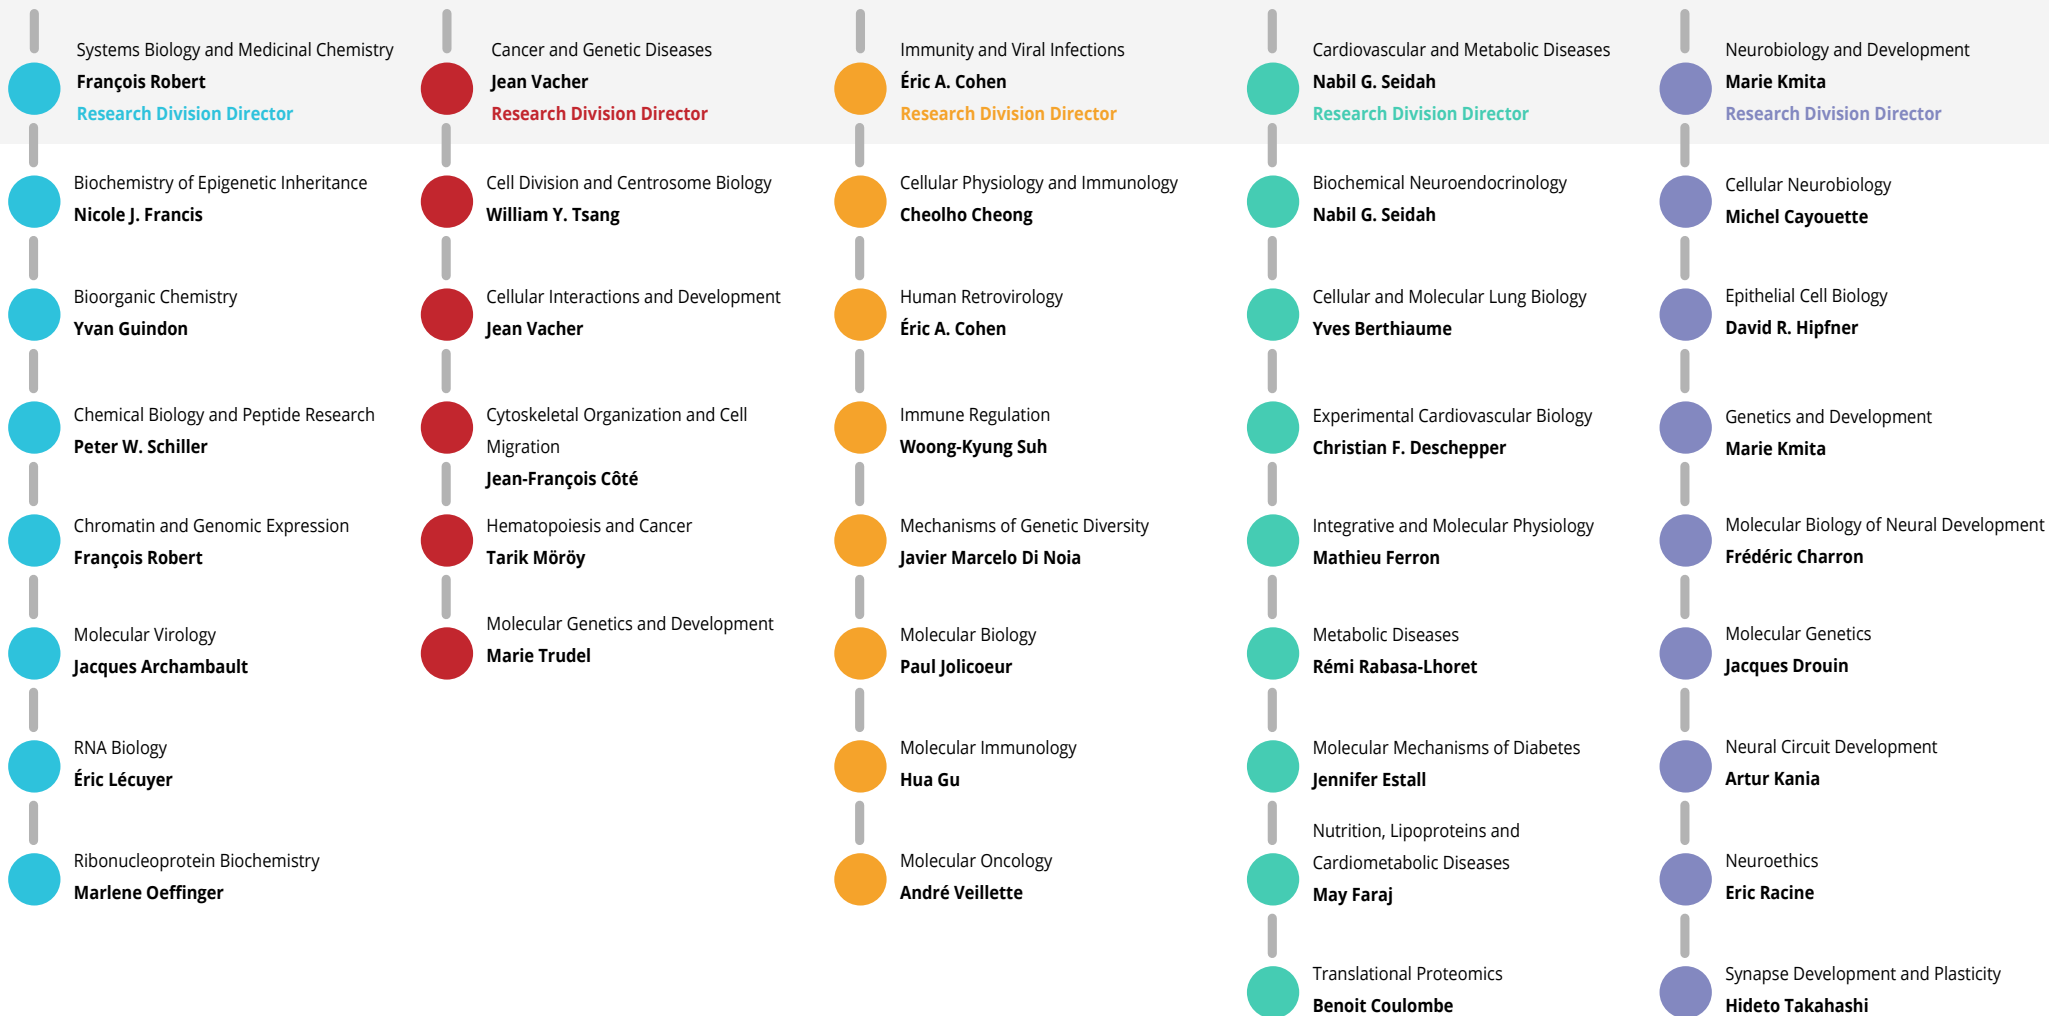 Systems Biology and Medicinal Chemistry
François Robert
Research Division Director
Biochemistry of Epigenetic Inheritance
Nicole J. Francis
Bioorganic Chemistry
Yvan Guindon
Chemical Biology and Peptide Research
Peter W. Schiller
Chromatin and Genomic Expression
François Robert
Molecular Virology
Jacques Archambault
RNA Biology
Éric Lécuyer
Ribonucleoprotein Biochemistry
Marlene Oeffinger
Cancer and Genetic Diseases
Jean Vacher
Research Division Director
Cell Division and Centrosome Biology
William Y. Tsang
Cellular Interactions and Development
Jean Vacher
Cytoskeletal Organization and Cell
Migration
Jean-François Côté
Hematopoiesis and Cancer
Tarik Möröy
Molecular Genetics and Development
Marie Trudel
Immunity and Viral Infections
Éric A. Cohen
Research Division Director
Cellular Physiology and Immunology
Cheolho Cheong
Human Retrovirology
Éric A. Cohen
Immune Regulation
Woong-Kyung Suh
Mechanisms of Genetic Diversity
Javier Marcelo Di Noia
Molecular Biology
Paul Jolicoeur
Molecular Immunology
Hua Gu
Molecular Oncology
André Veillette
Cardiovascular and Metabolic Diseases
Nabil G. Seidah
Research Division Director
Biochemical Neuroendocrinology
Nabil G. Seidah
Cellular and Molecular Lung Biology
Yves Berthiaume
Experimental Cardiovascular Biology
Christian F. Deschepper
Integrative and Molecular Physiology
Mathieu Ferron
Metabolic Diseases
Rémi Rabasa-Lhoret
Molecular Mechanisms of Diabetes
Jennifer Estall
Nutrition, Lipoproteins and
Cardiometabolic Diseases
May Faraj
Translational Proteomics
Benoit Coulombe
Neurobiology and Development
Marie Kmita
Research Division Director
Cellular Neurobiology
Michel Cayouette
Epithelial Cell Biology
David R. Hipfner
Genetics and Development
Marie Kmita
Molecular Biology of Neural Development
Frédéric Charron
Molecular Genetics
Jacques Drouin
Neural Circuit Development
Artur Kania
Neuroethics
Eric Racine
Synapse Development and Plasticity
Hideto Takahashi